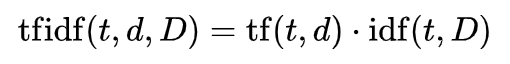 tfidf(t, d, D) = tf(t, d) · idf(t, D)